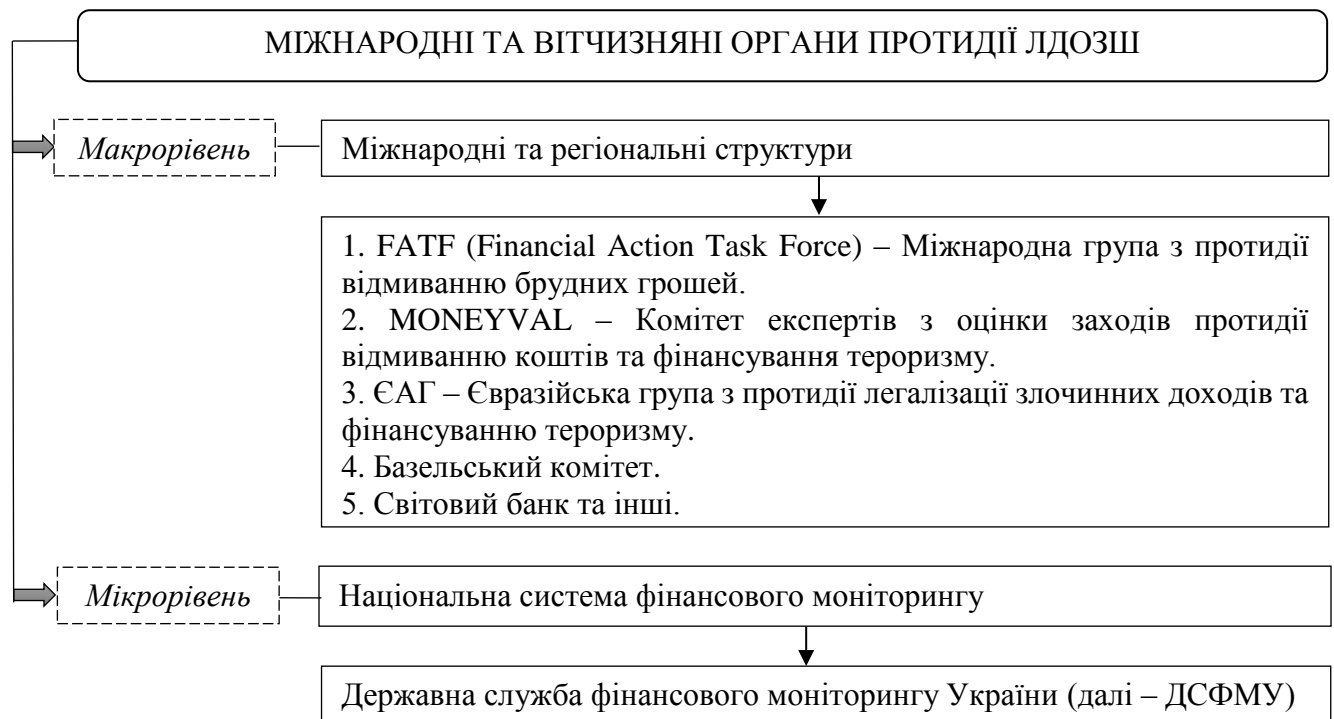 МІЖНАРОДНІ ТА ВІТЧИЗНЯНІ ОРГАНИ ПРОТИДІЇ ЛДОЗШ
Макрорівень
Міжнародні та регіональні структури
1. FATF (Financial Action Task Force) – Міжнародна група з протидії
відмиванню брудних грошей.
2. MONEYVAL – Комітет експертів з оцінки заходів протидії
відмиванню коштів та фінансування тероризму.
3. ЄАГ – Євразійська група з протидії легалізації злочинних доходів та
фінансуванню тероризму.
4. Базельський комітет.
5. Світовий банк та інші.
Мікрорівень
Національна система фінансового моніторингу
Державна служба фінансового моніторингу України (далі – ДСФМУ)